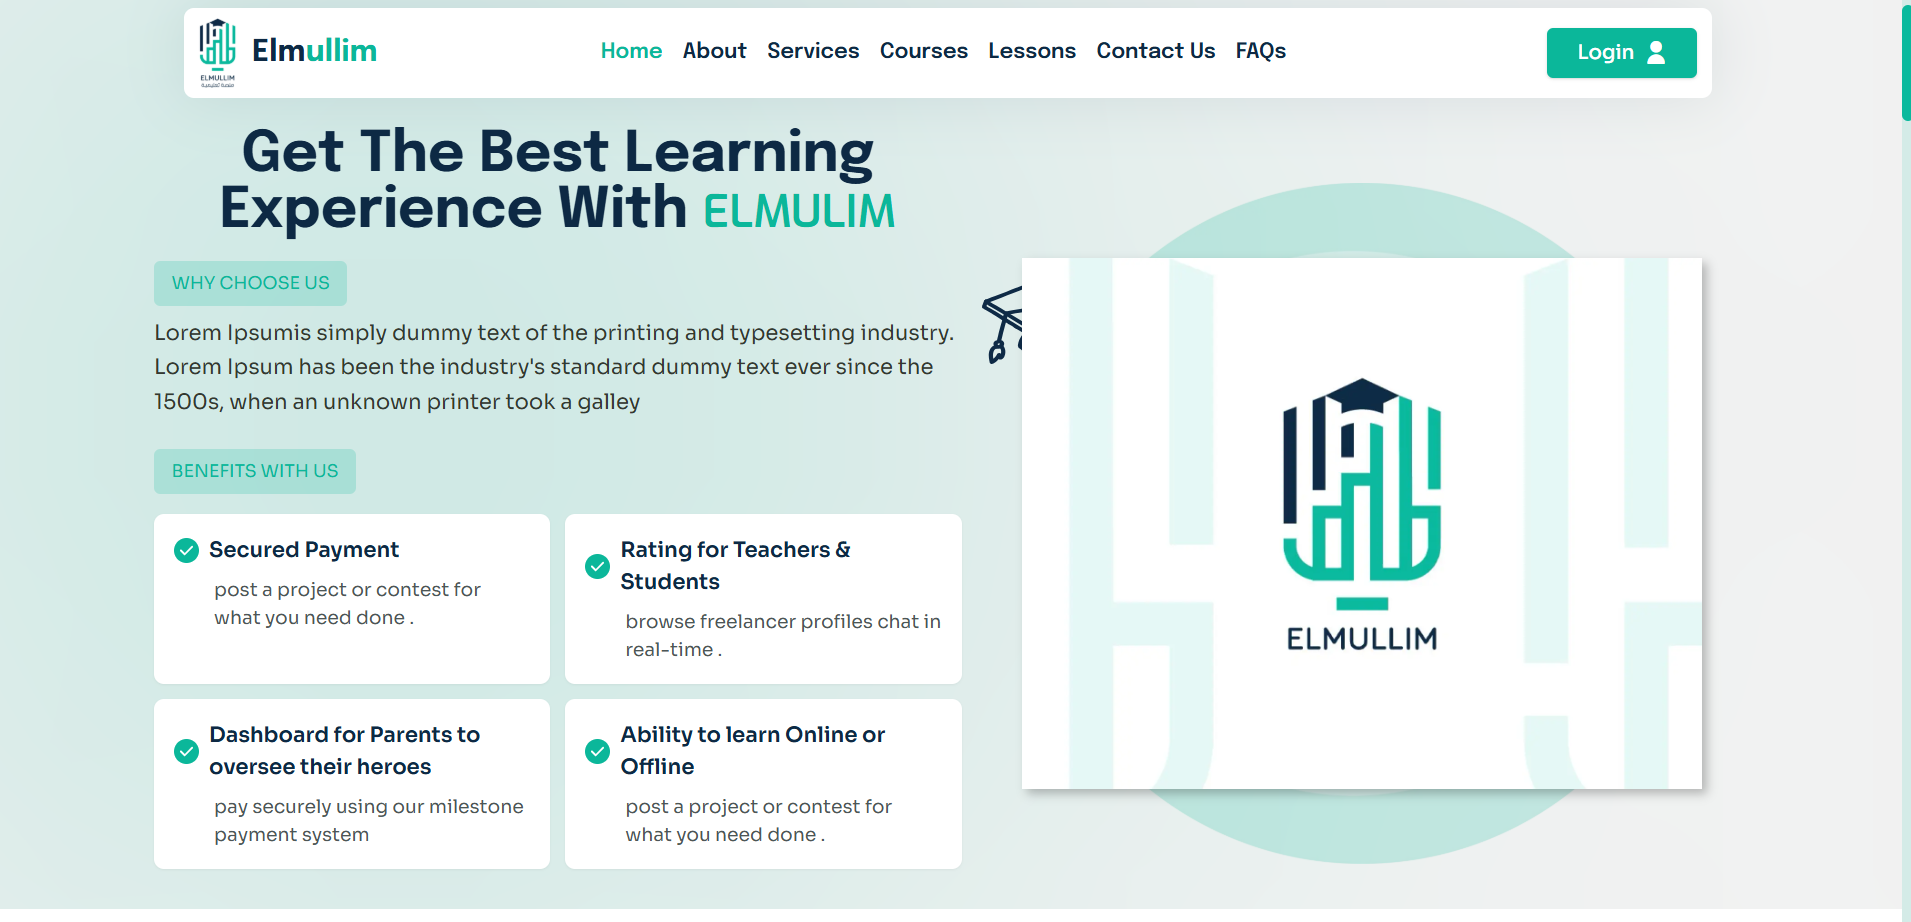 ELMULLIM
منصة تعليمية
Elmullim
Home About Services Courses Lessons Contact Us FAQs
Login
Get The Best Learning
Experience With ELMULIM
WHY CHOOSE US
Lorem Ipsumis simply dummy text of the printing and typesetting industry.
Lorem Ipsum has been the industry's standard dummy text ever since the
1500s, when an unknown printer took a galley
BENEFITS WITH US
Secured Payment
post a project or contest for
what you need done .
Rating for Teachers &
Students
browse freelancer profiles chat in
real-time .
Dashboard for Parents to
oversee their heroes
pay securely using our milestone
payment system
Ability to learn Online or
Offline
post a project or contest for
what you need done .
ELMULLIM